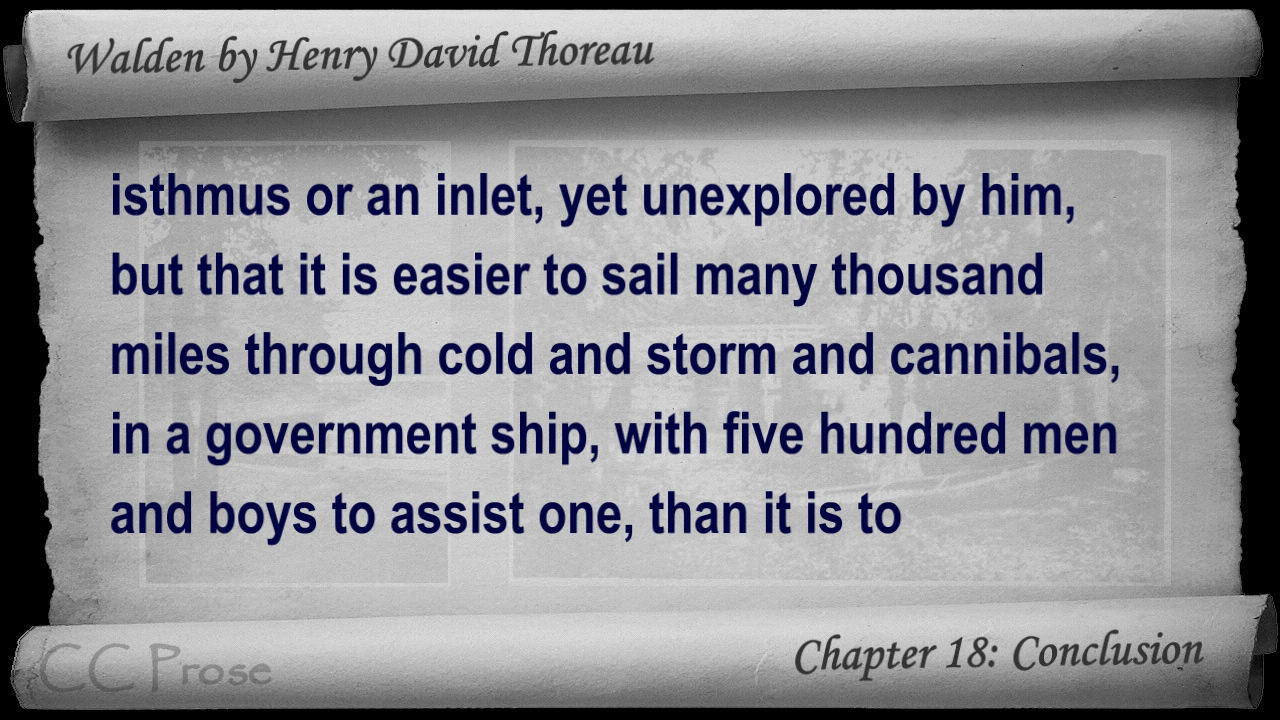 Walden by Henry David Thoreau
isthmus or an inlet, yet unexplored by him,
but that it is easier to sail many thousand
miles through cold and storm and cannibals,
in a government ship, with five hundred men
and boys to assist one, than it is to
CC Prose
Chapter 18: Conclusion